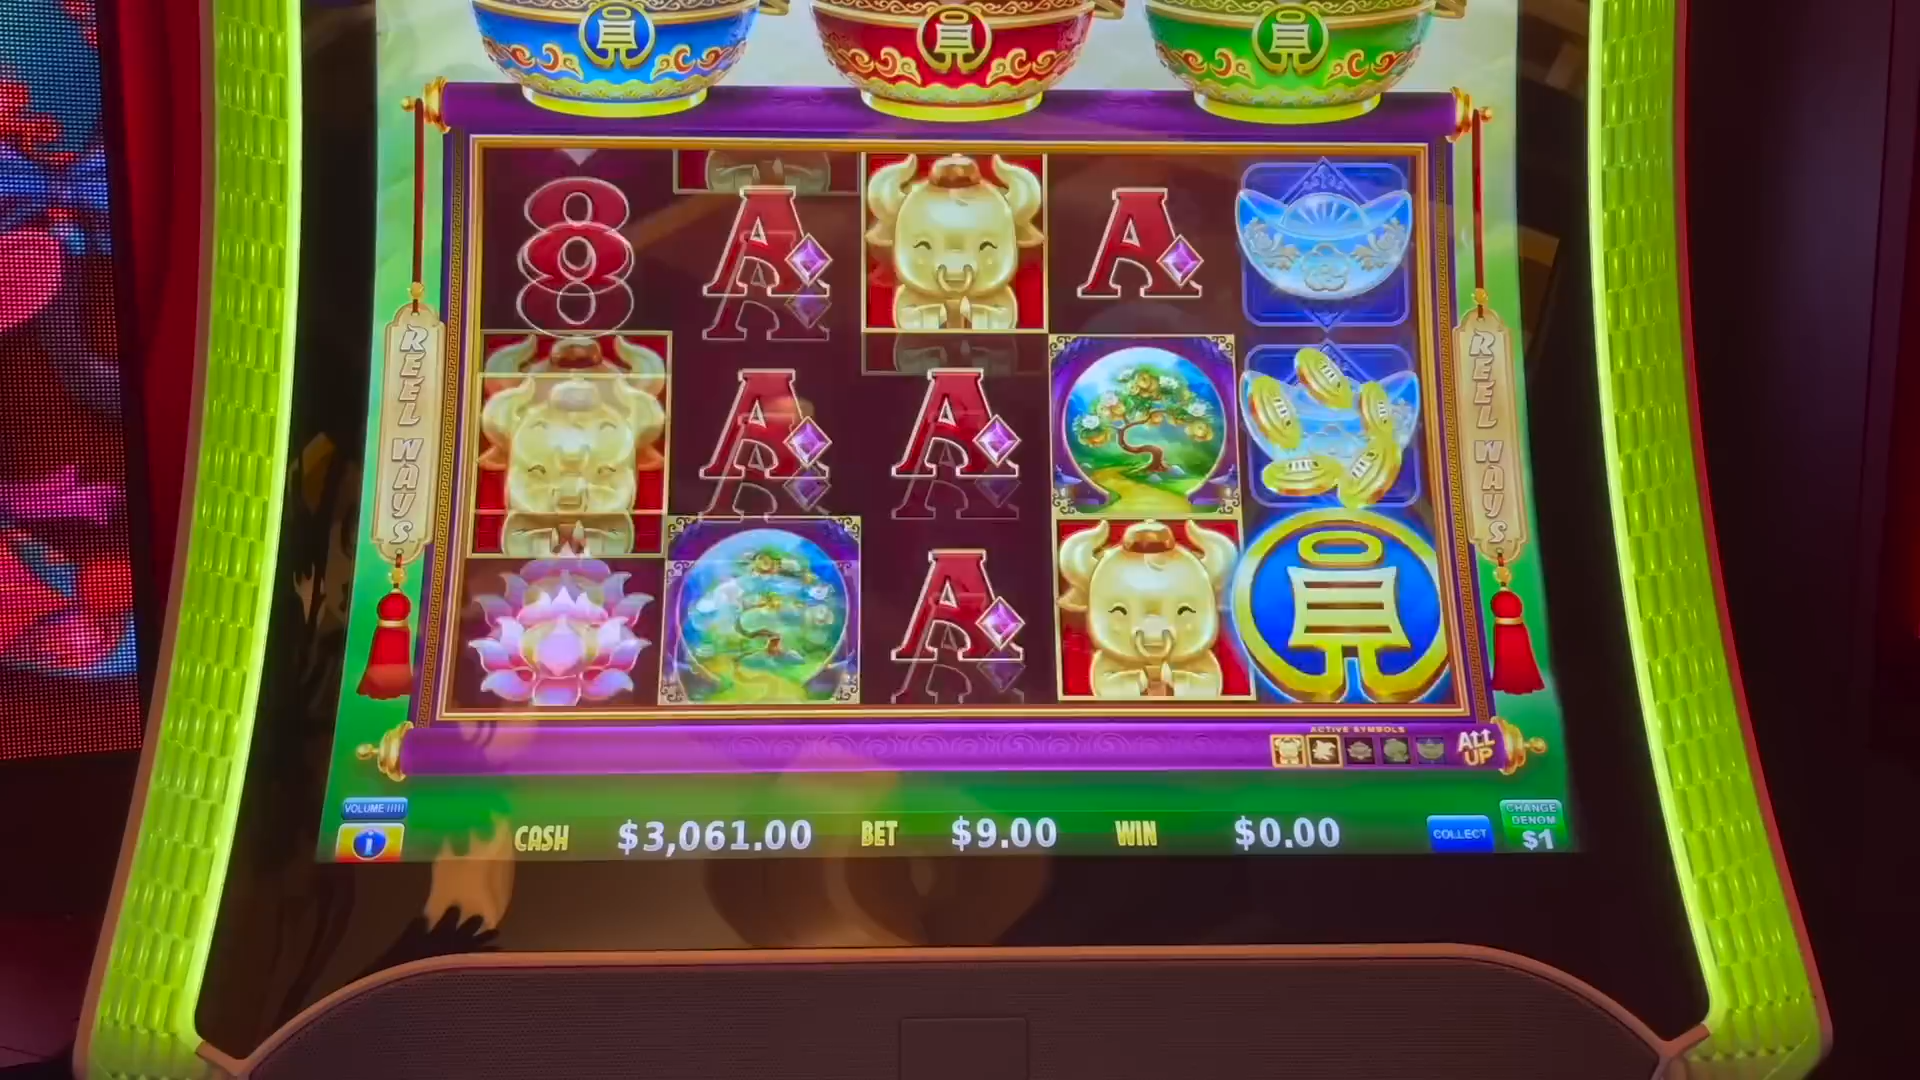 8
A
A
A
A
A
A
REEL WAYS
REEL WAYS
ACTIVE SYMBOLS
ALL UP
VOLUME
CASH $3,061.00 BET $9.00 WIN $0.00
COLLECT
CHANGE
DENOM
$1